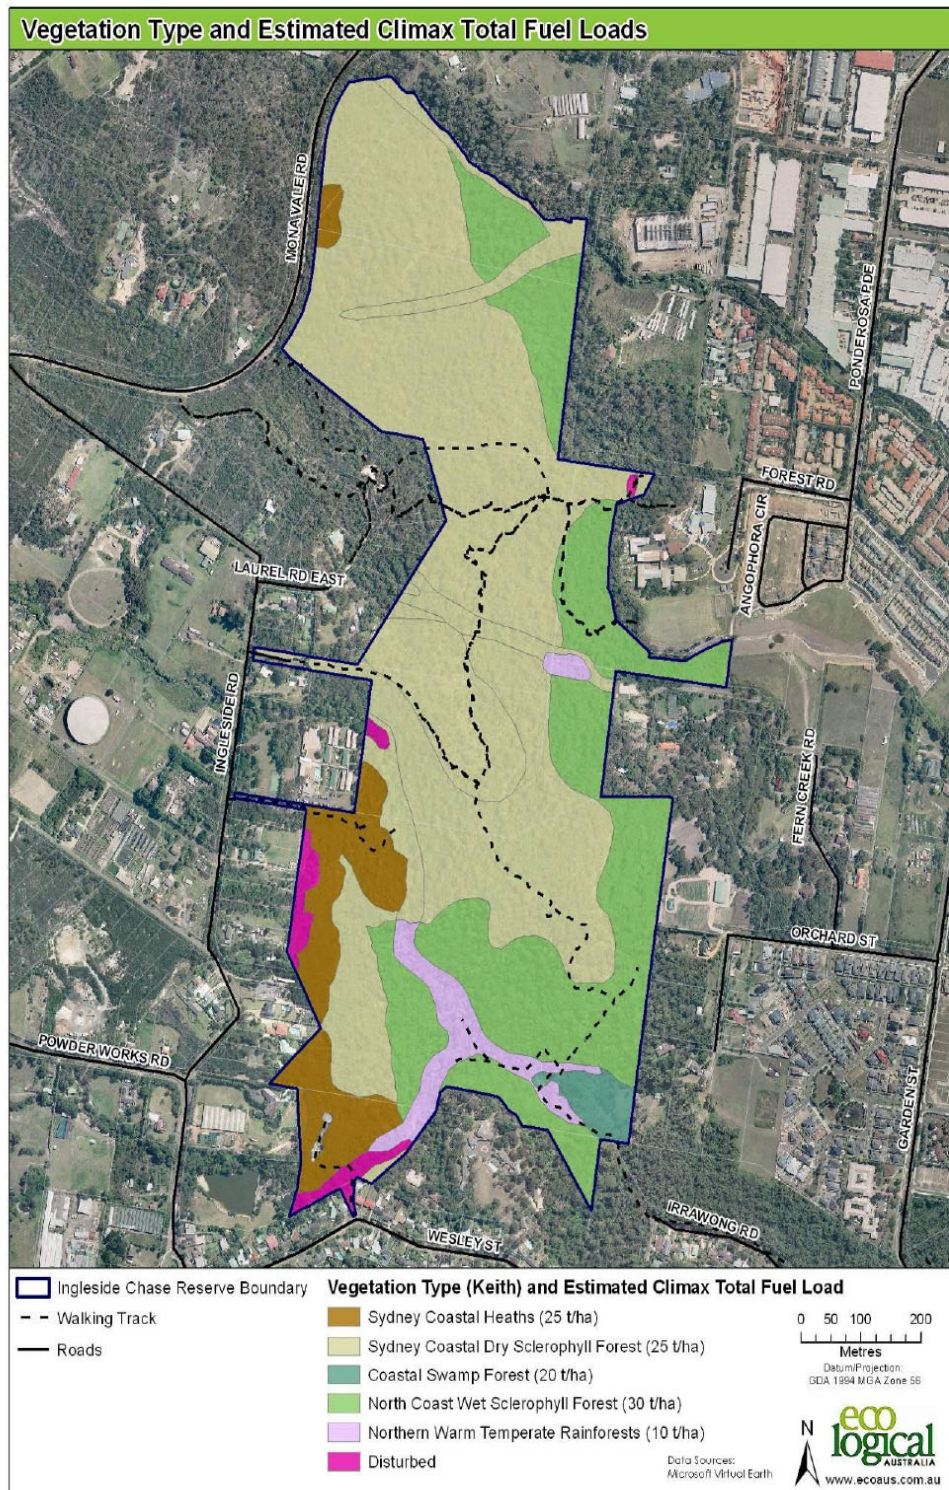 Vegetation Type and Estimated Climax Total Fuel Loads
MONA VALE RD
PONDEROSA PDE
FOREST RD
ANGOPHORA CIR
LAUREL RD EAST
INGLESIDE RD
FERN CREEK RD
ORCHARD ST
POWDER WORKS RD
GARDEN ST
IRRAWONG RD
WESLEY ST
Ingleside Chase Reserve Boundary
Walking Track
Roads
Vegetation Type (Keith) and Estimated Climax Total Fuel Load
Sydney Coastal Heaths (25 t/ha)
Sydney Coastal Dry Sclerophyll Forest (25 t/ha)
Coastal Swamp Forest (20 t/ha)
North Coast Wet Sclerophyll Forest (30 t/ha)
Northern Warm Temperate Rainforests (10 t/ha)
Disturbed
0 50 100 200
Metres
Datum/Projection:
GDA 1994 MGA Zone 56
N
eco
logical
AUSTRALIA
www.ecoaus.com.au
Data Sources:
Microsoft Virtual Earth